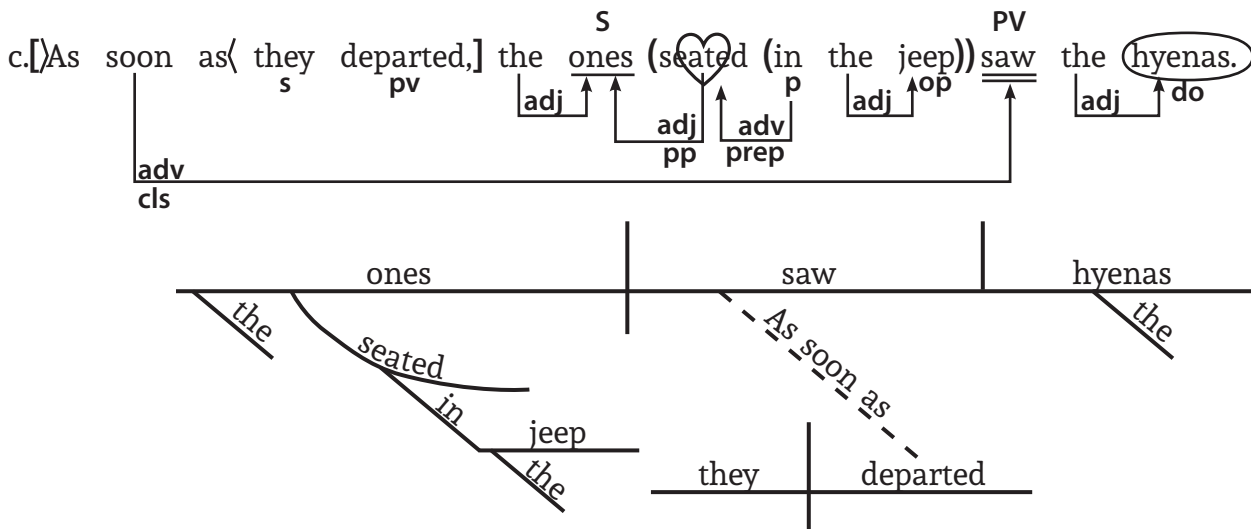 S PV
c.[⟩As soon as⟨ they departed,] the ones (seated (in the jeep)) saw the hyenas.
s pv p op do
adj adj adv adj adj
pp prep
adv
cls
ones saw hyenas
the seated in jeep the As soon as the
they departed